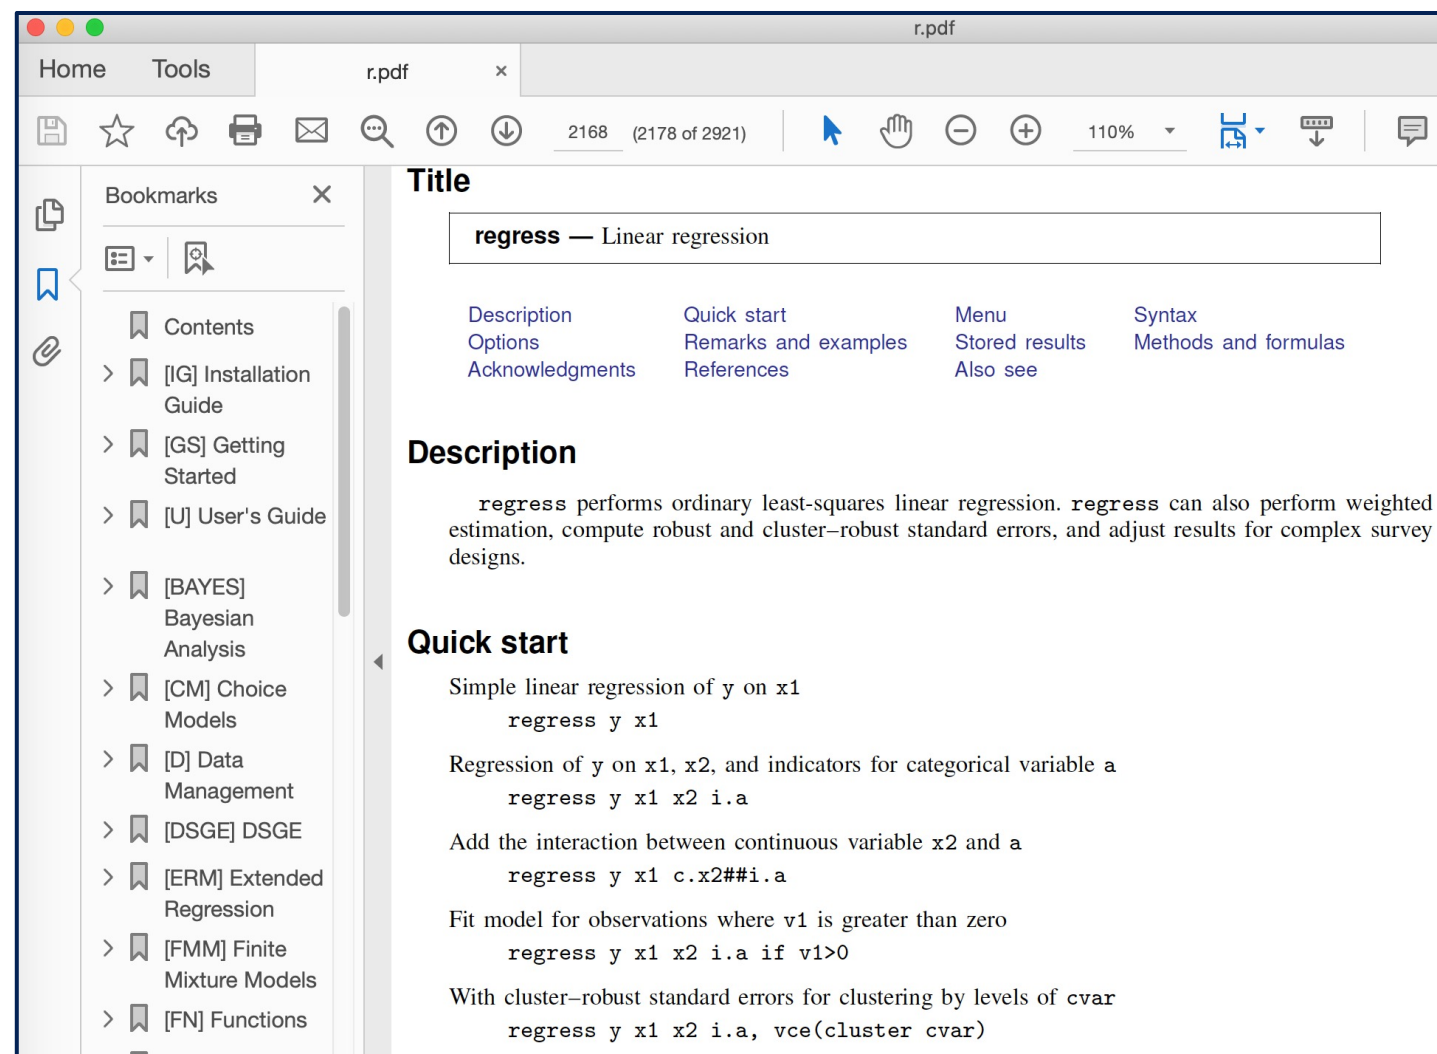 r.pdf
Home Tools r.pdf ×
2168 (2178 of 2921) 110%
Bookmarks
Contents
[IG] Installation
Guide
[GS] Getting
Started
[U] User's Guide
[BAYES]
Bayesian
Analysis
[CM] Choice
Models
[D] Data
Management
[DSGE] DSGE
[ERM] Extended
Regression
[FMM] Finite
Mixture Models
[FN] Functions
Title
regress — Linear regression
Description Quick start Menu Syntax
Options Remarks and examples Stored results Methods and formulas
Acknowledgments References Also see
Description
regress performs ordinary least-squares linear regression. regress can also perform weighted
estimation, compute robust and cluster–robust standard errors, and adjust results for complex survey
designs.
Quick start
Simple linear regression of y on x1
regress y x1
Regression of y on x1, x2, and indicators for categorical variable a
regress y x1 x2 i.a
Add the interaction between continuous variable x2 and a
regress y x1 c.x2##i.a
Fit model for observations where v1 is greater than zero
regress y x1 x2 i.a if v1>0
With cluster–robust standard errors for clustering by levels of cvar
regress y x1 x2 i.a, vce(cluster cvar)